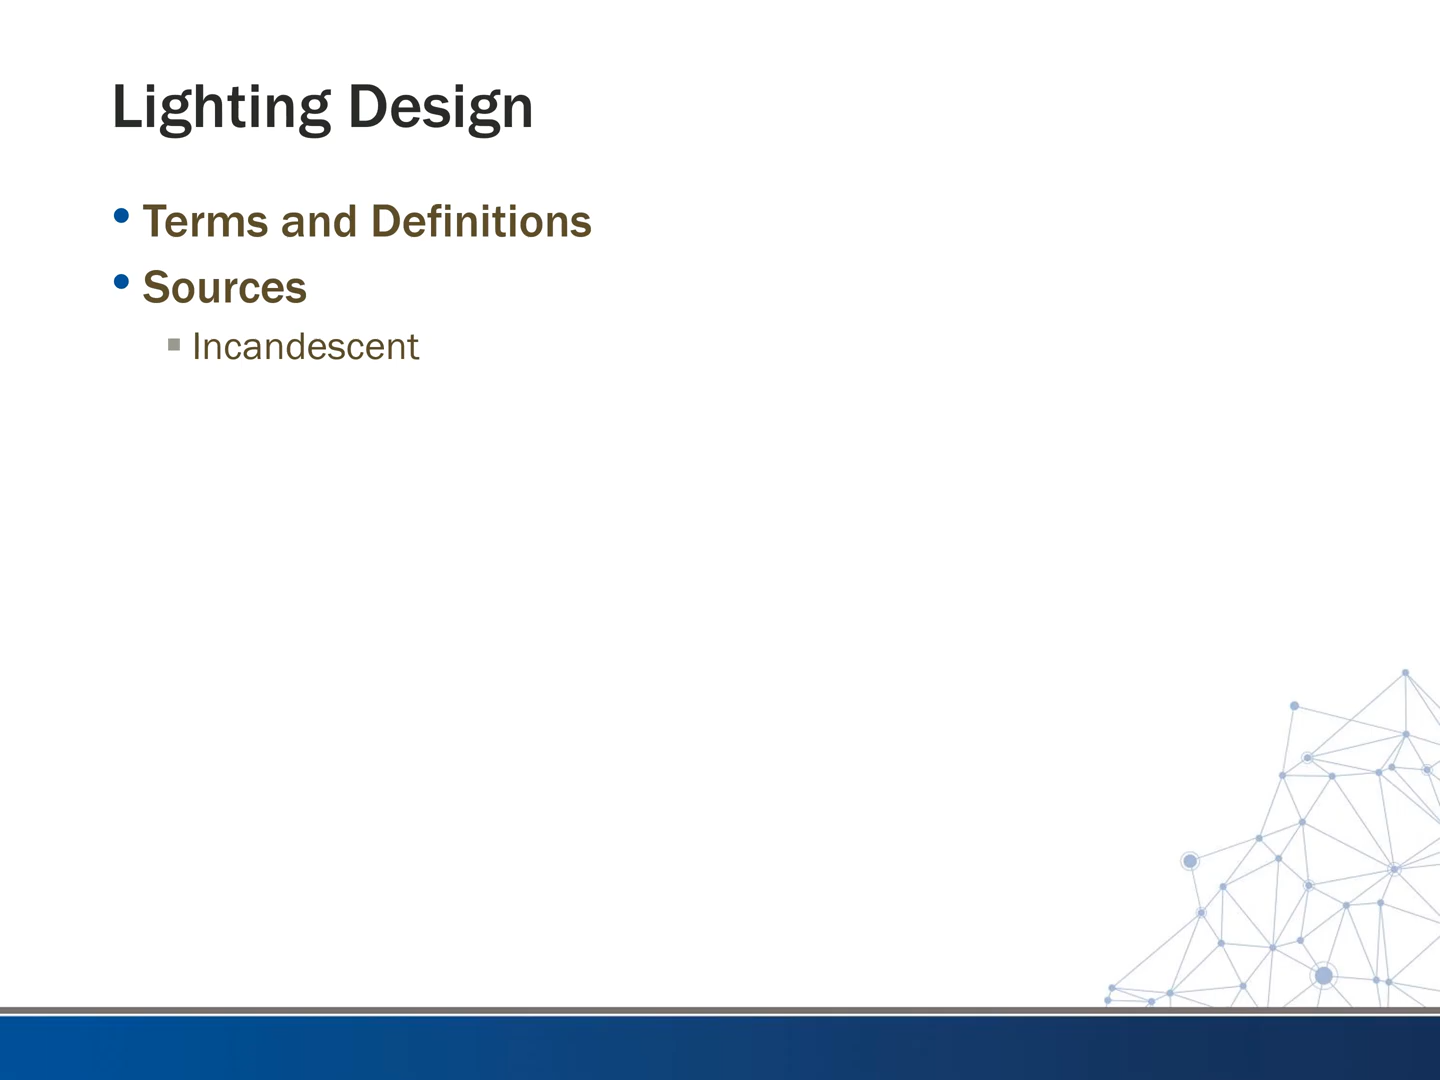 Lighting Design
• Terms and Definitions
• Sources
▪ Incandescent